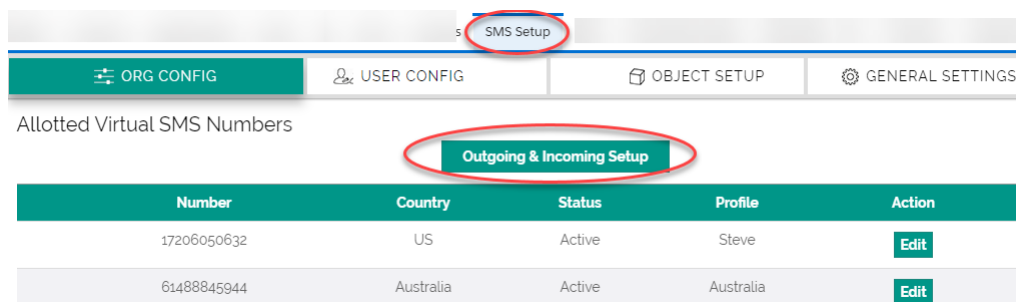 s SMS Setup
ORG CONFIG USER CONFIG OBJECT SETUP GENERAL SETTINGS
Allotted Virtual SMS Numbers
Outgoing & Incoming Setup
Number Country Status Profile Action
17206050632 US Active Steve Edit
61488845944 Australia Active Australia Edit